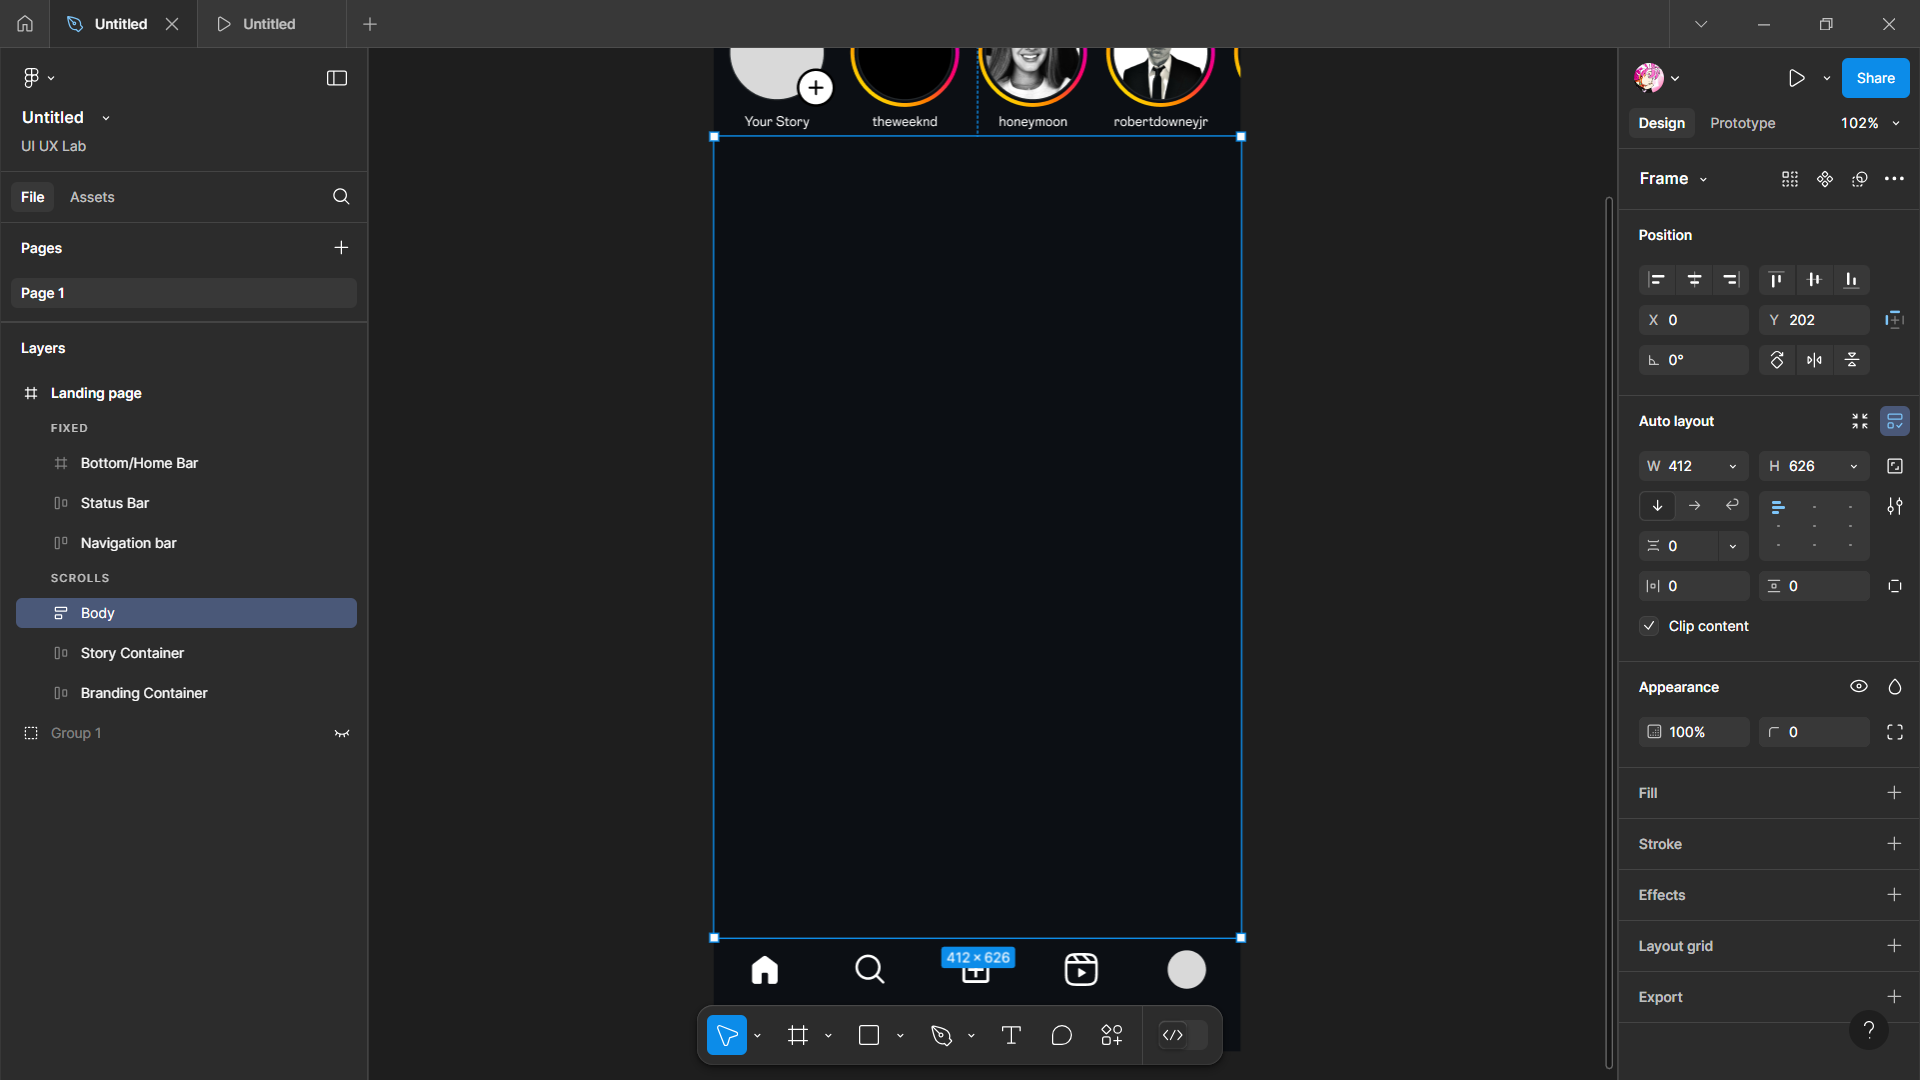 Untitled
Untitled
Untitled
UI UX Lab
File
Assets
Pages
Page 1
Layers
Landing page
FIXED
Bottom/Home Bar
Status Bar
Navigation bar
SCROLLS
Body
Story Container
Branding Container
Group 1
Your Story
theweeknd
honeymoon
robertdowneyjr
412 × 626
Share
Design
Prototype
102%
Frame
Position
X 0
Y 202
0°
Auto layout
W 412
H 626
0
0
0
Clip content
Appearance
100%
0
Fill
Stroke
Effects
Layout grid
Export
?